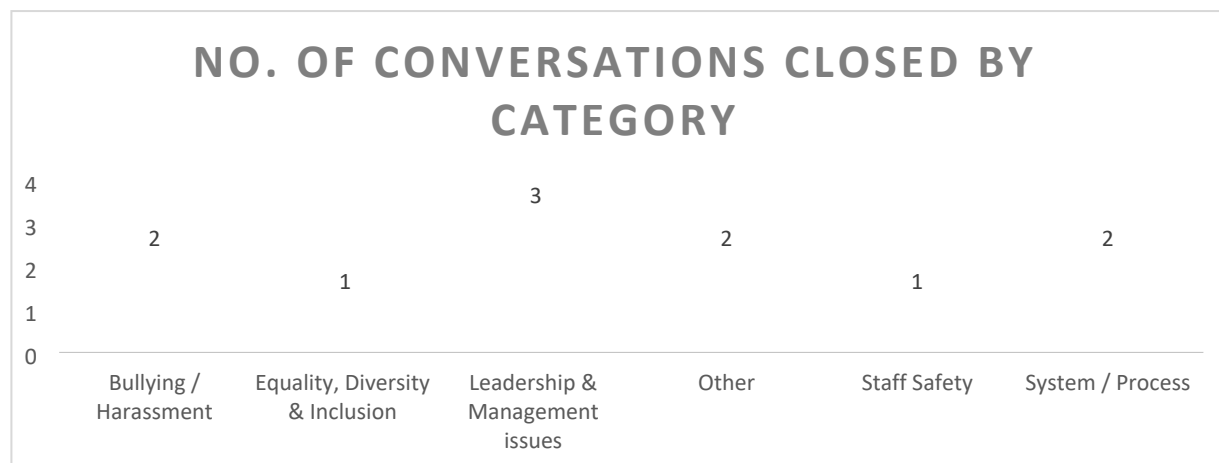 NO. OF CONVERSATIONS CLOSED BY
CATEGORY
4
3
2
1
0
2
1
3
2
1
2
Bullying /
Harassment
Equality, Diversity
& Inclusion
Leadership &
Management
issues
Other
Staff Safety
System / Process